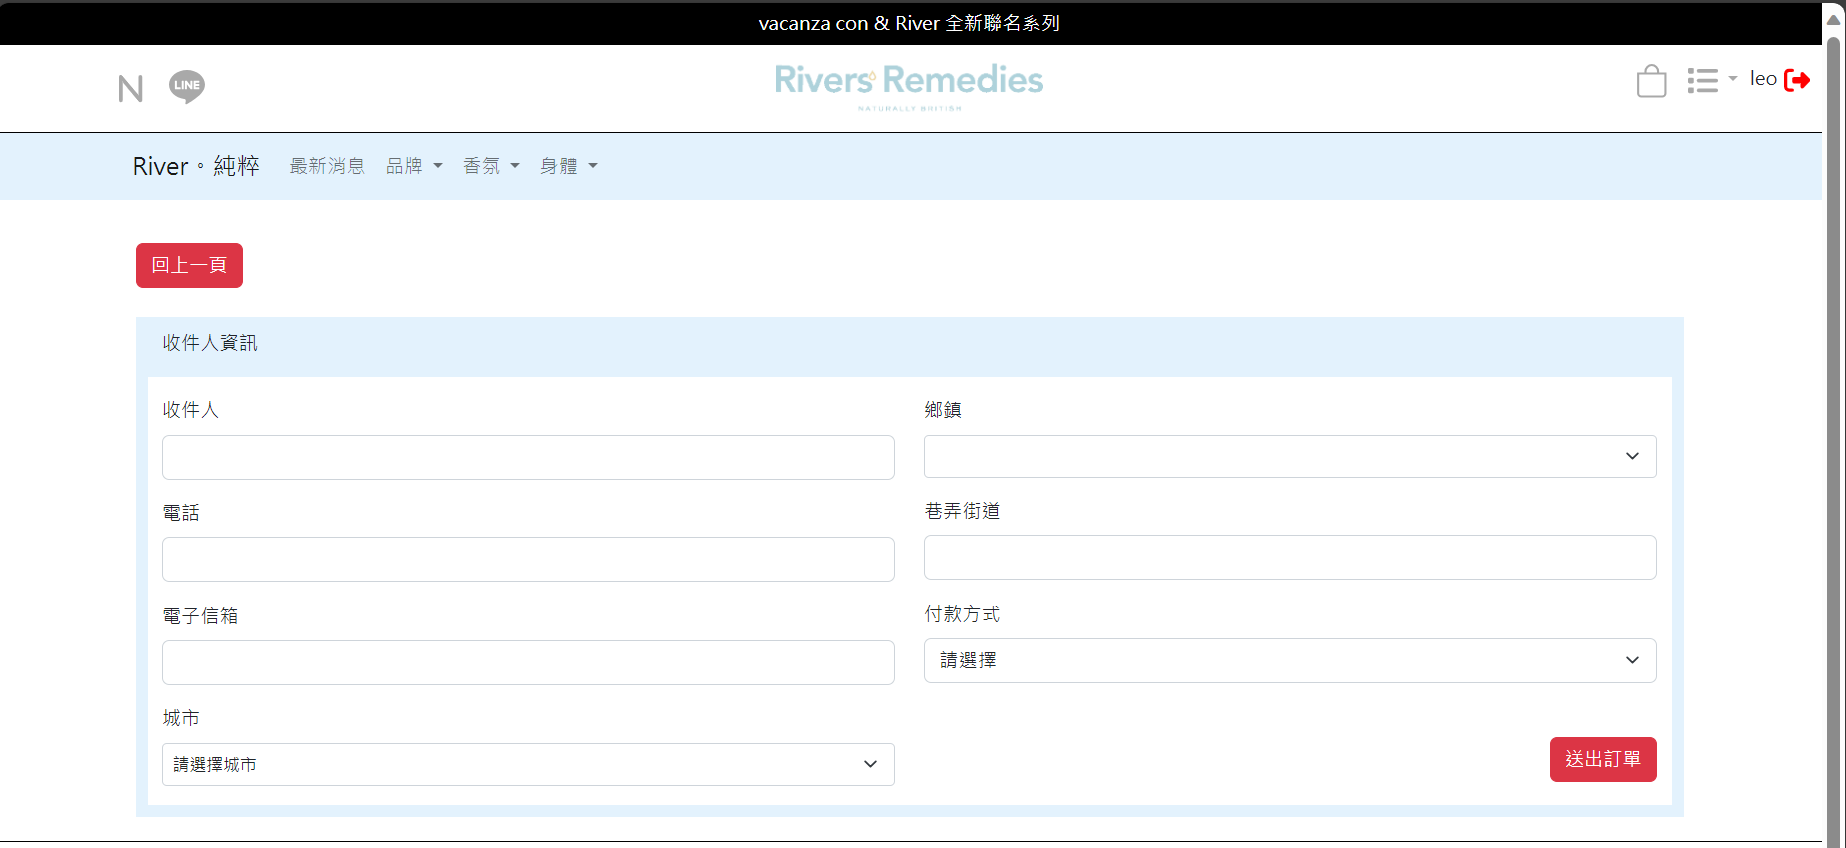 vacanza con & River 全新聯名系列
N
LINE
Rivers Remedies
NATURALLY BRITISH
leo
River。純粹
最新消息
品牌
香氛
身體
回上一頁
收件人資訊
收件人
鄉鎮
電話
巷弄街道
電子信箱
付款方式
請選擇
城市
請選擇城市
送出訂單